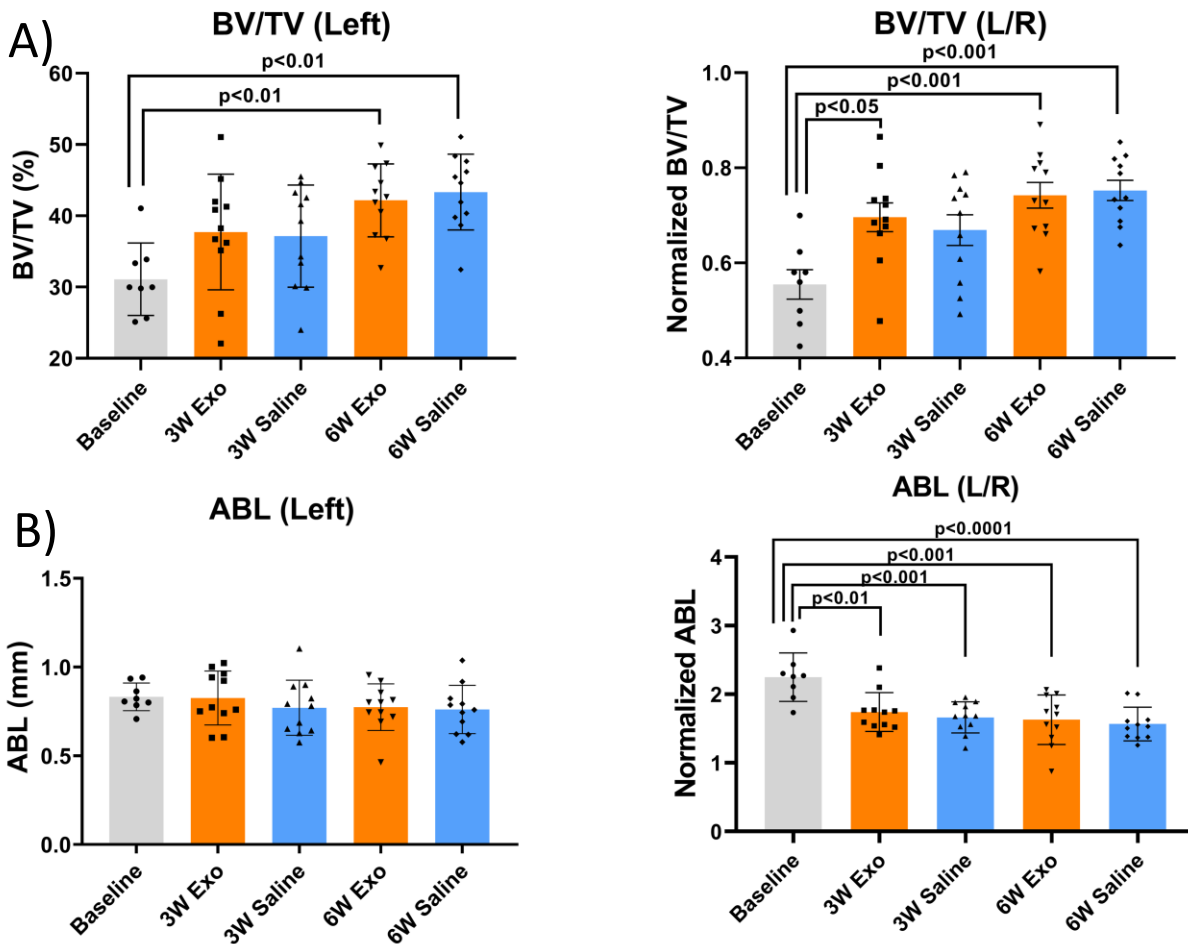 A)
BV/TV (Left)
p<0.01
p<0.01
BV/TV (%)
60
50
40
30
20
Baseline
3W Exo
3W Saline
6W Exo
6W Saline
BV/TV (L/R)
p<0.001
p<0.001
p<0.05
Normalized BV/TV
1.0
0.8
0.6
0.4
Baseline
3W Exo
3W Saline
6W Exo
6W Saline
B)
ABL (Left)
ABL (mm)
1.5
1.0
0.5
0.0
Baseline
3W Exo
3W Saline
6W Exo
6W Saline
ABL (L/R)
p<0.0001
p<0.001
p<0.001
p<0.01
Normalized ABL
4
3
2
1
0
Baseline
3W Exo
3W Saline
6W Exo
6W Saline